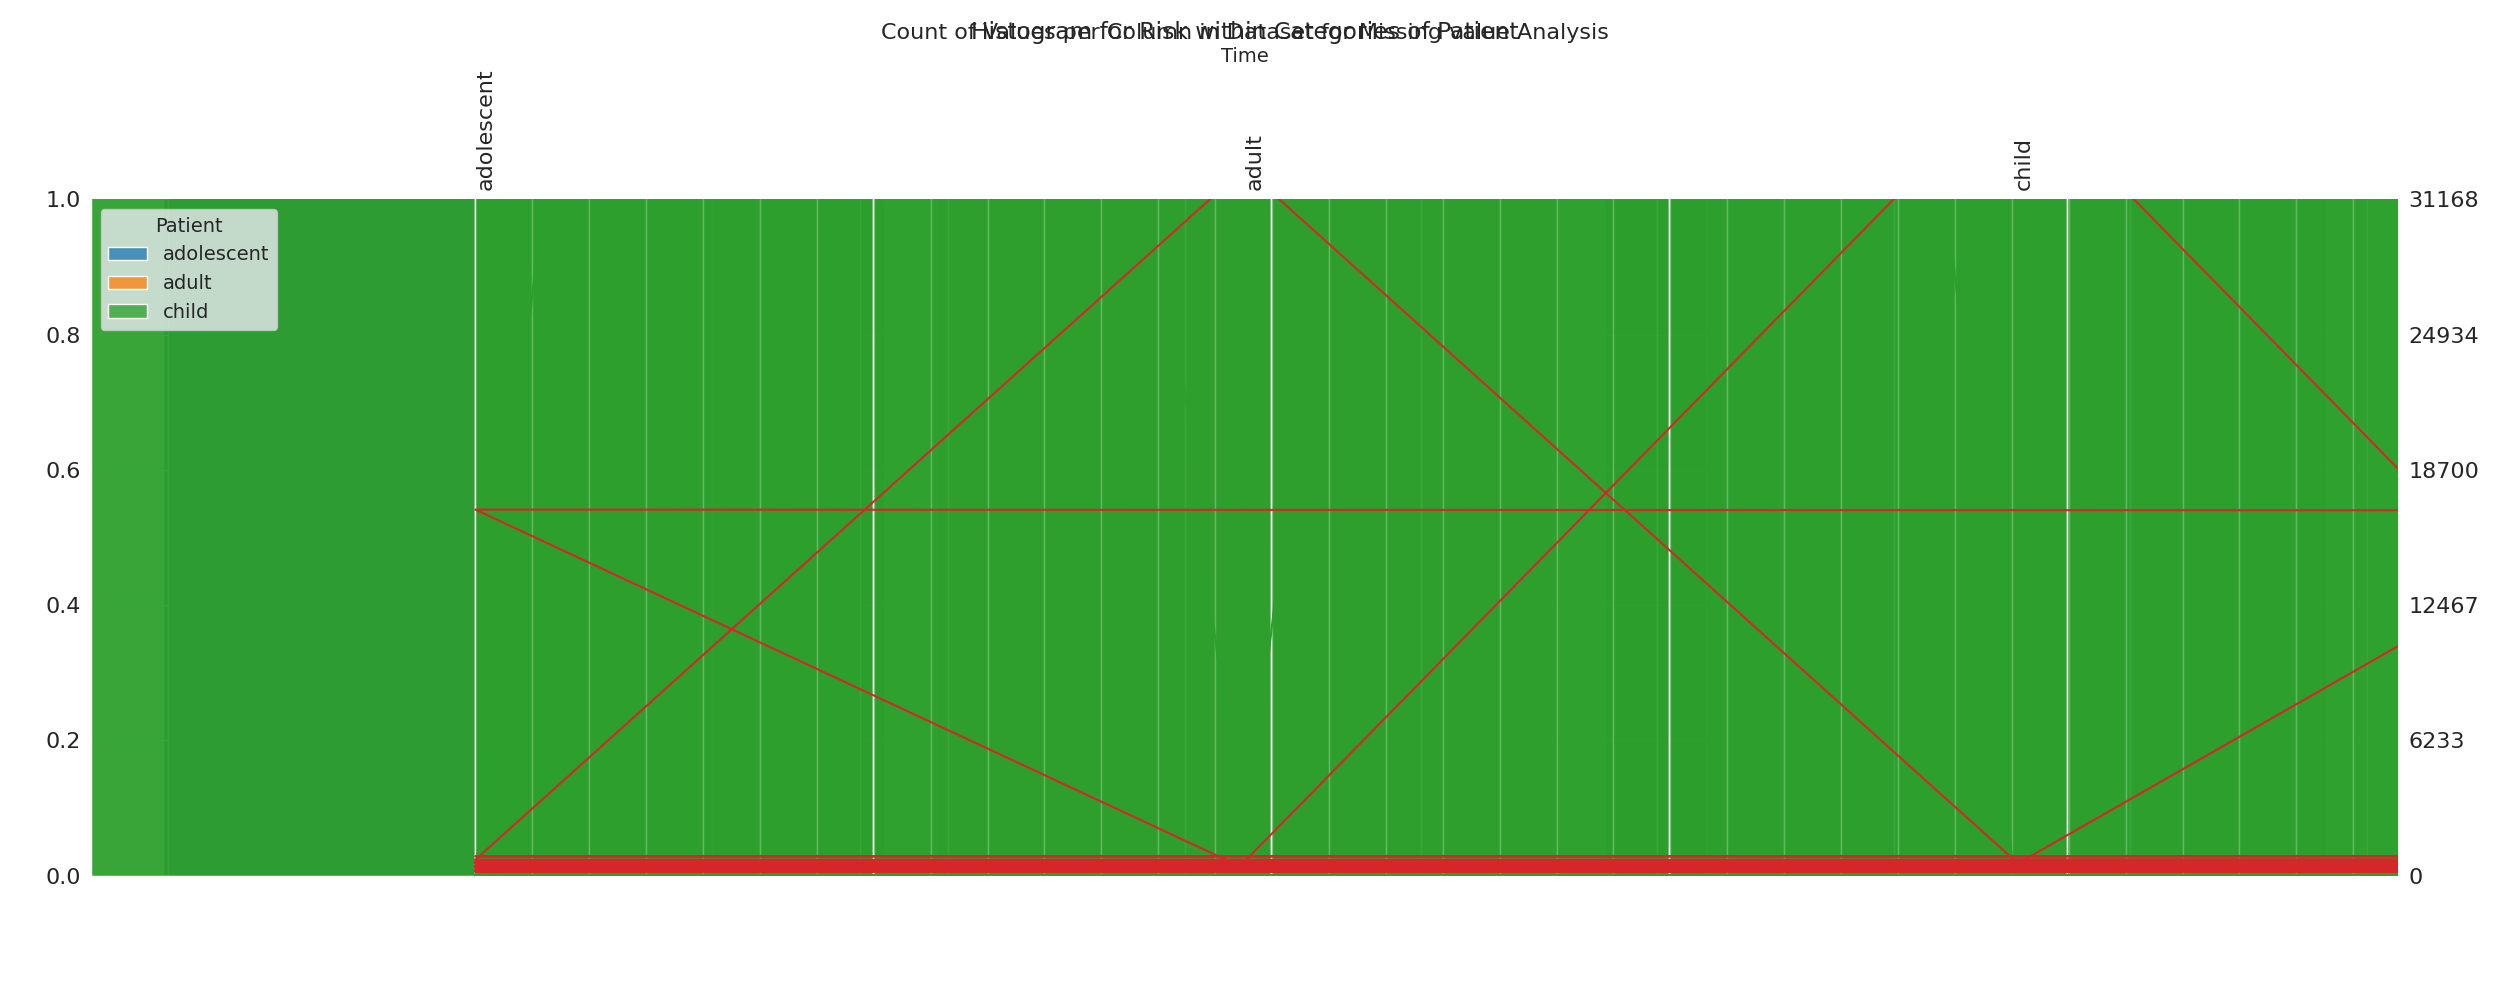 Count of Values per Column in Dataset for Missing Value Analysis
Histogram for Risk within Categories of Patient
Time
adolescent
adult
child
1.0
0.8
0.6
0.4
0.2
0.0
Patient
adolescent
adult
child
31168
24934
18700
12467
6233
0